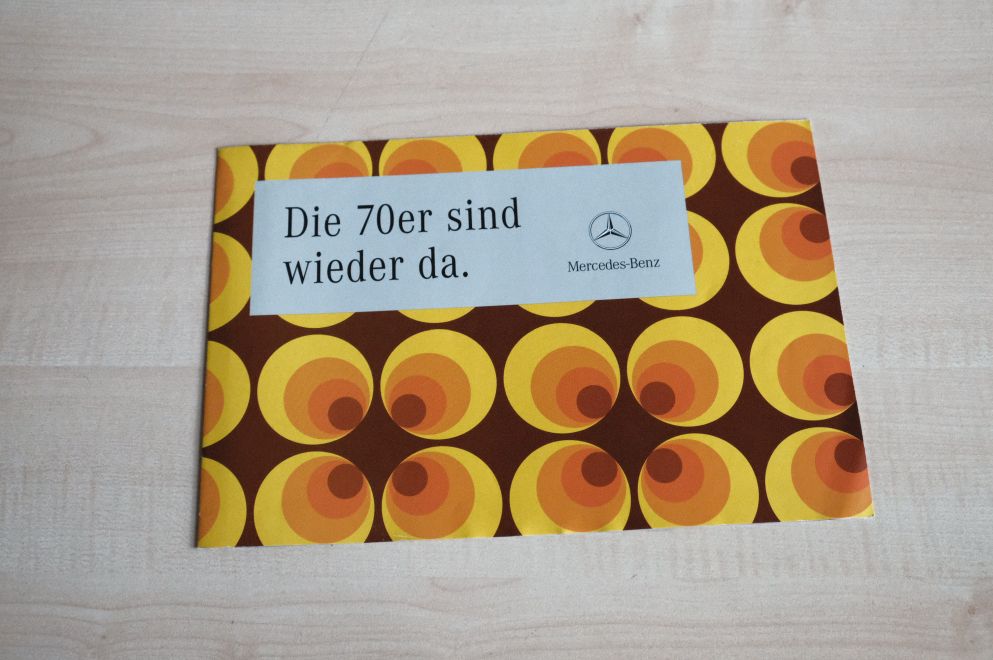 Die 70er sind
wieder da.
Mercedes-Benz